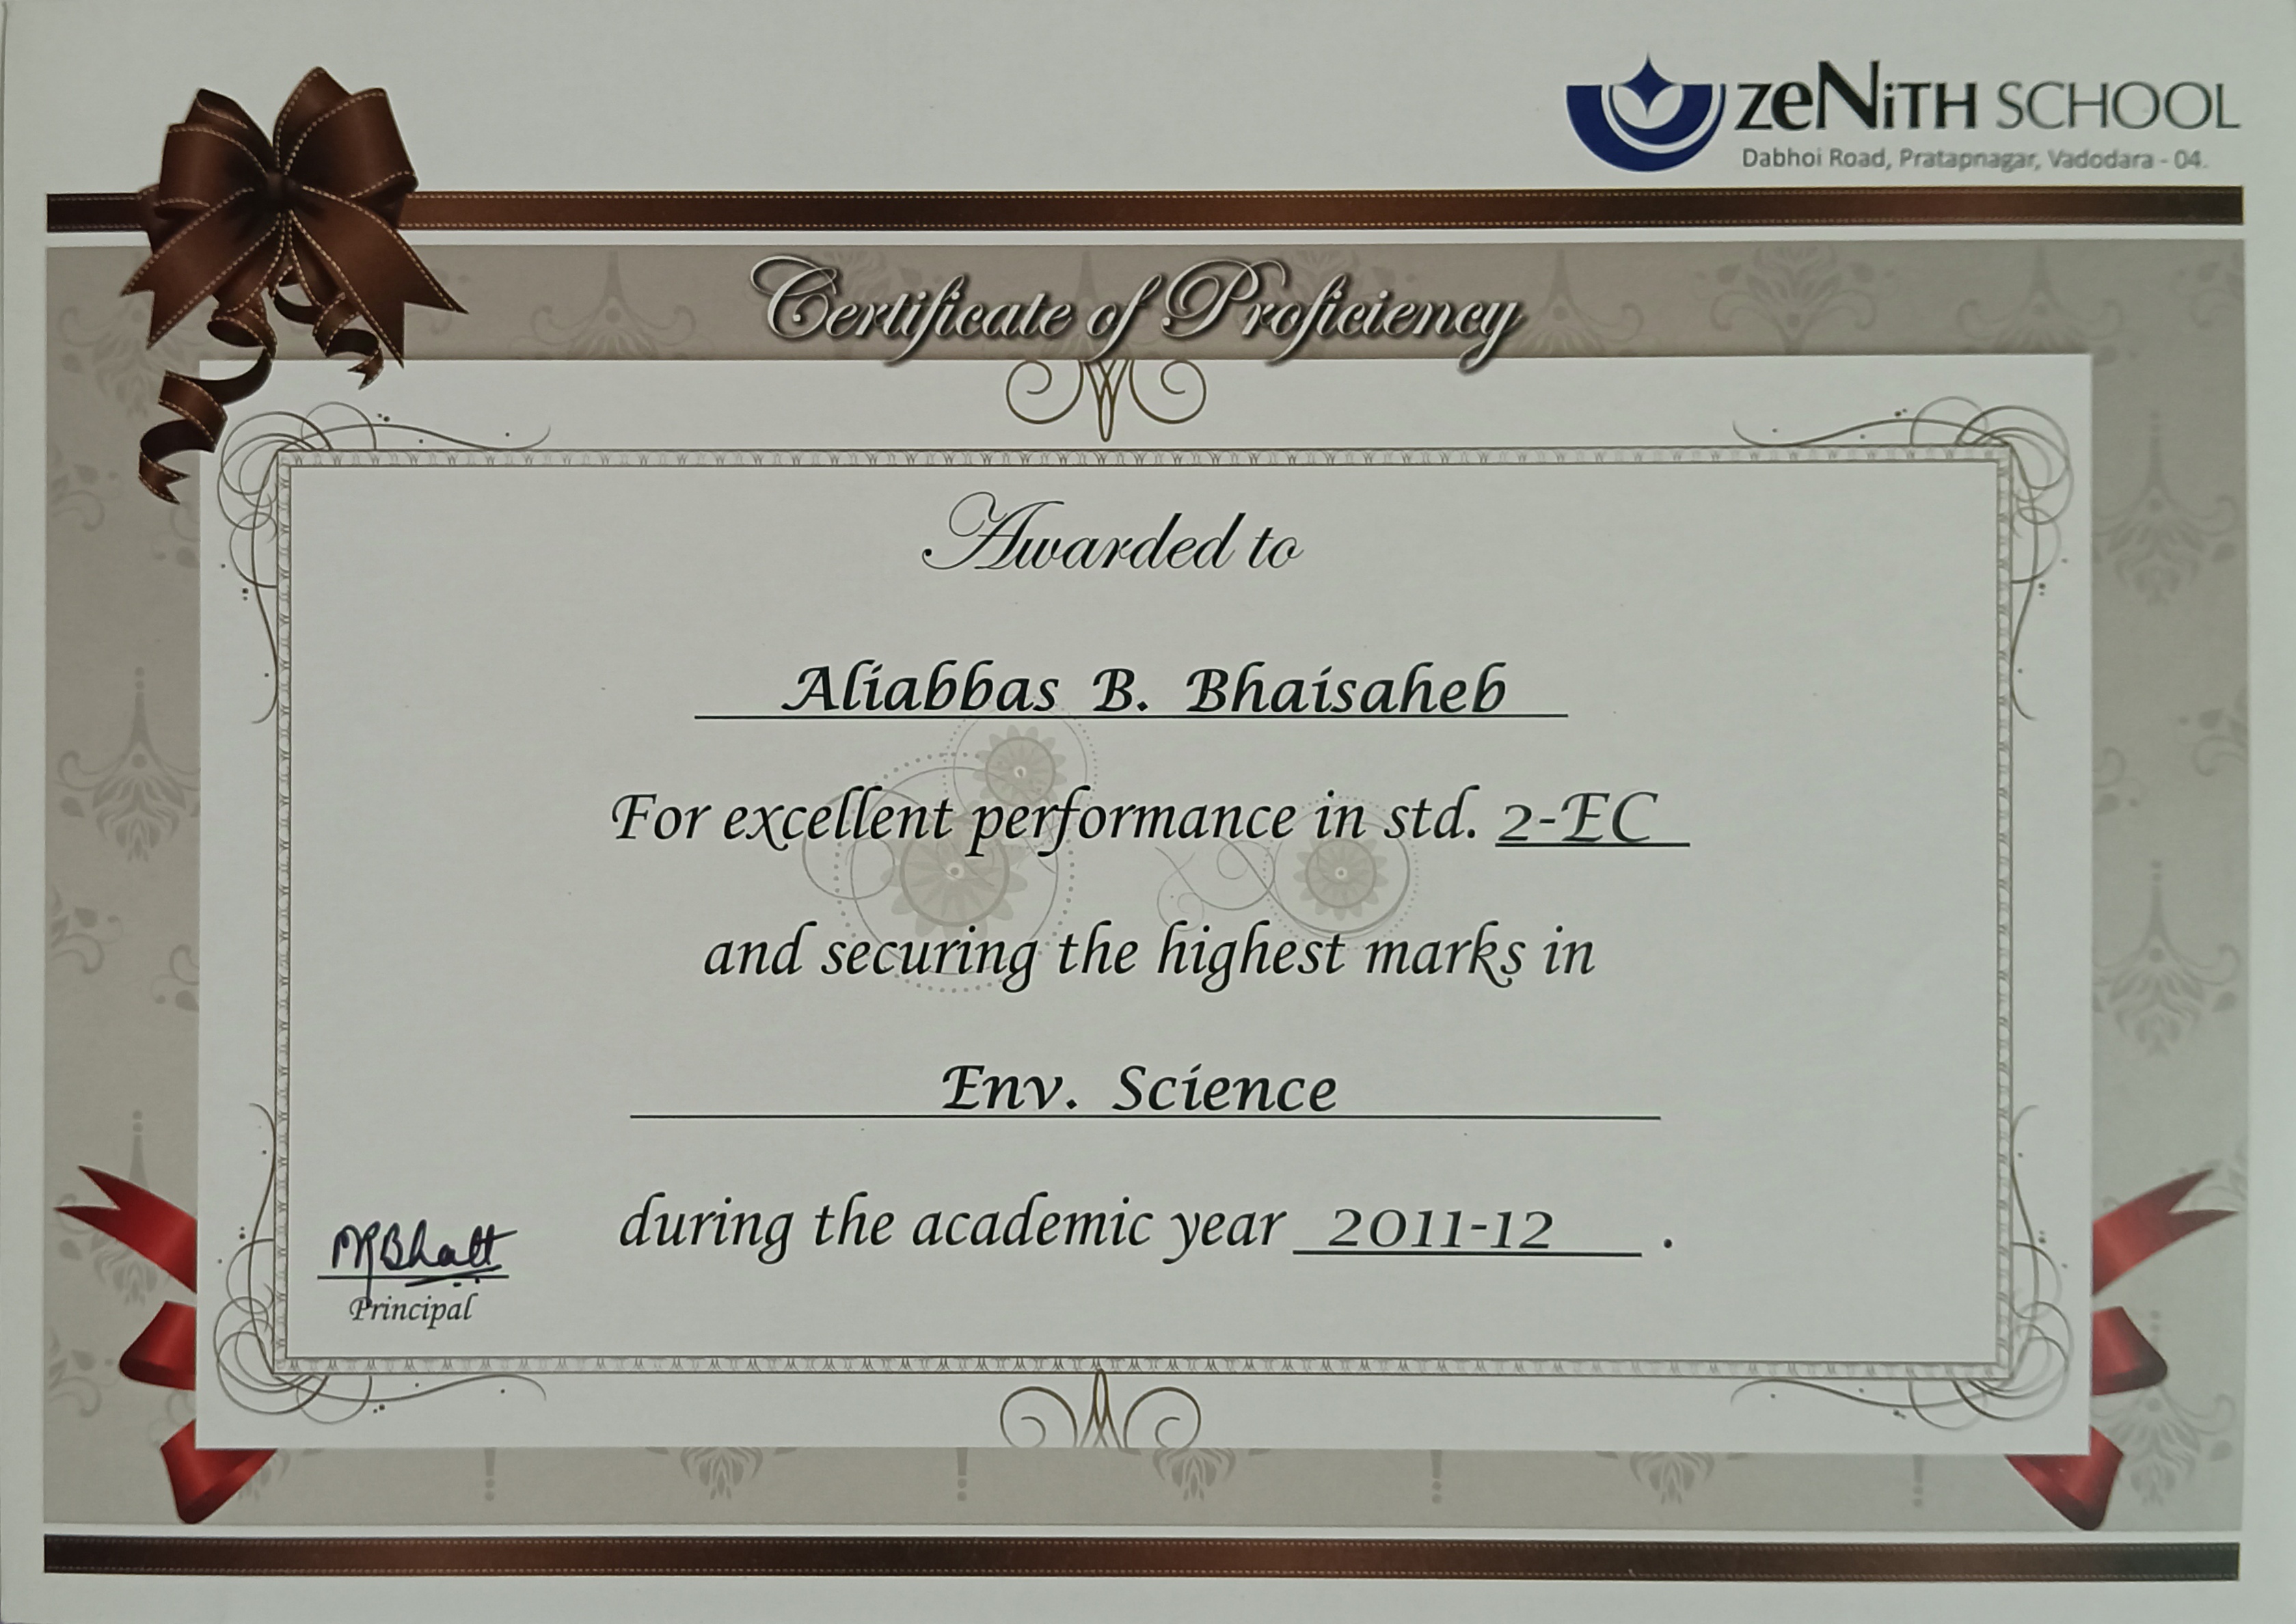 zeNiTH SCHOOL
Dabhoi Road, Pratapnagar, Vadodara - 04.
Certificate of Proficiency
Awarded to
Aliabbas B. Bhaisaheb
For excellent performance in std. 2-EC
and securing the highest marks in
Env. Science
during the academic year 2011-12 .
MRBhatt
Principal